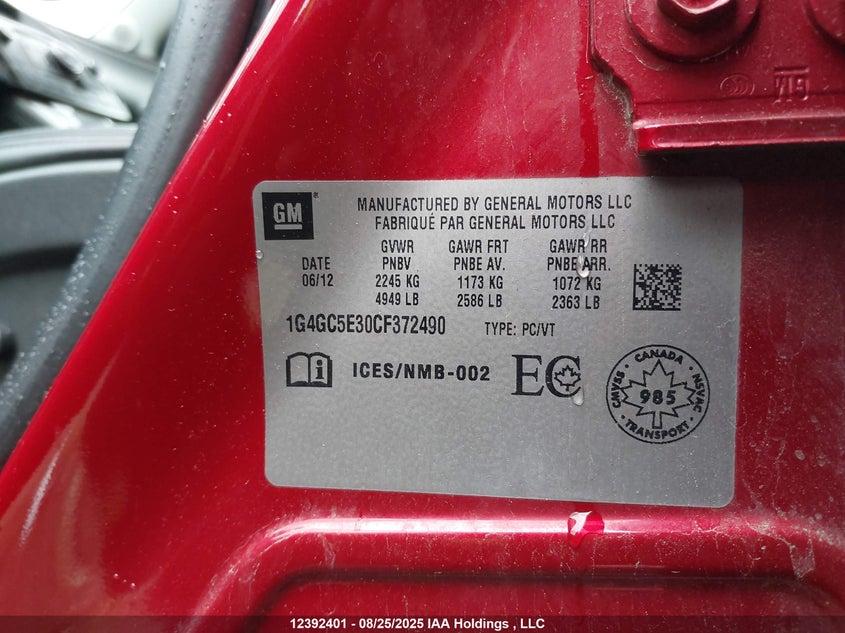 GM ®
MANUFACTURED BY GENERAL MOTORS LLC
FABRIQUÉ PAR GENERAL MOTORS LLC
DATE
06/12
GVWR
PNBV
2245 KG
4949 LB
GAWR FRT
PNBE AV.
1173 KG
2586 LB
GAWR RR
PNBE ARR.
1072 KG
2363 LB
1G4GC5E30CF372490 TYPE: PC/VT
ICES/NMB-002 EC
CANADA
CMVSS
985
NSVAC
TRANSPORT
12392401 - 08/25/2025 IAA Holdings , LLC